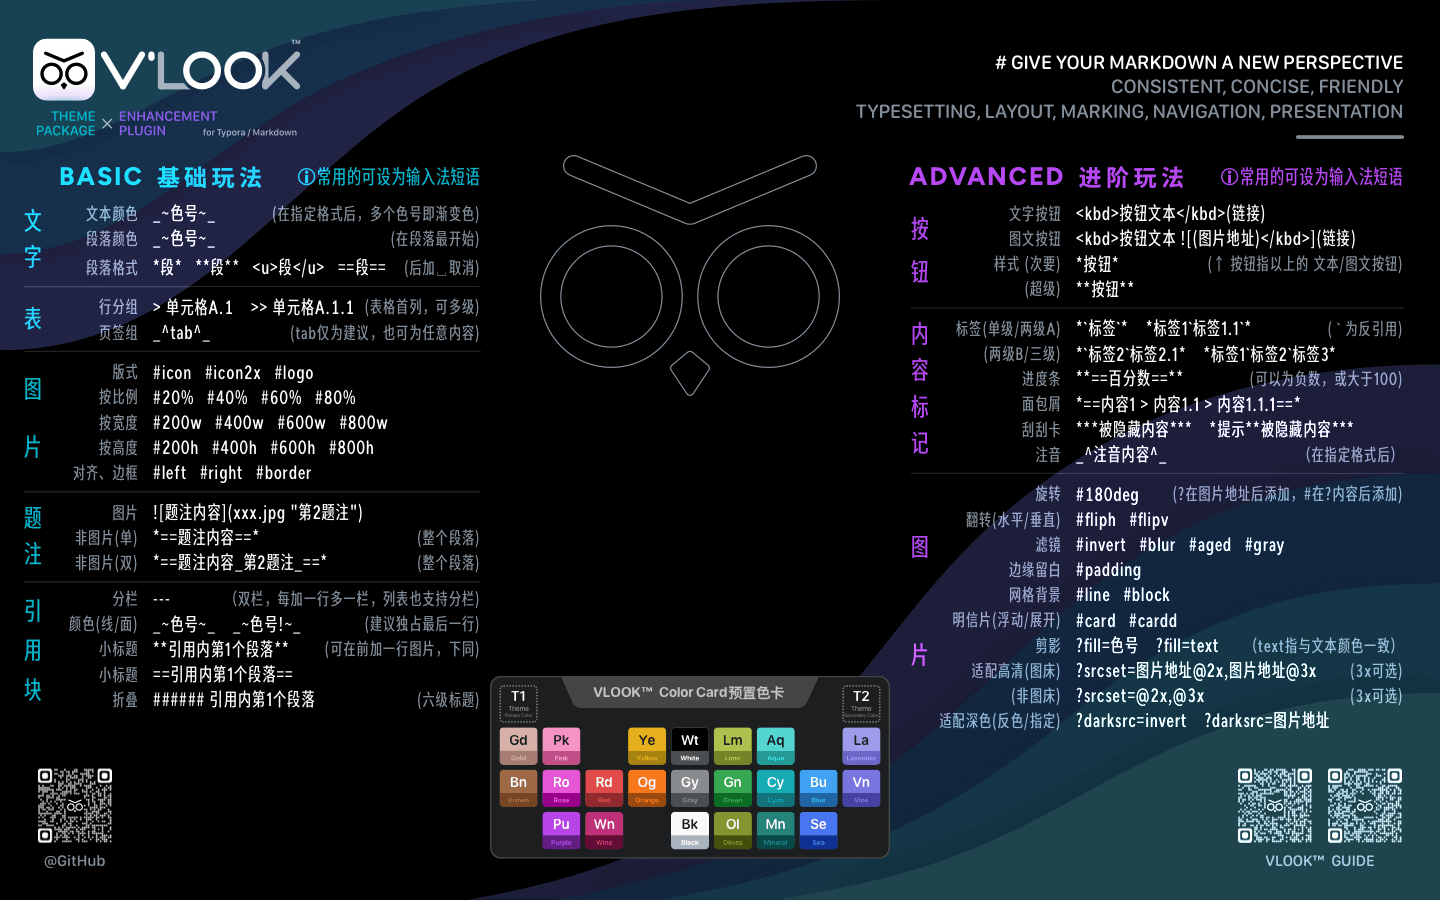 V'LOOK™
THEME PACKAGE × ENHANCEMENT PLUGIN
for Typora / Markdown
# GIVE YOUR MARKDOWN A NEW PERSPECTIVE
CONSISTENT, CONCISE, FRIENDLY
TYPESETTING, LAYOUT, MARKING, NAVIGATION, PRESENTATION
BASIC 基础玩法 ⓘ常用的可设为输入法短语
文字
文本颜色 _~色号~_ (在指定格式后，多个色号即渐变色)
段落颜色 _~色号~_ (在段落最开始)
段落格式 *段* **段** <u>段</u> ==段== (后加␣取消)
表
行分组 > 单元格A.1 >> 单元格A.1.1 (表格首列，可多级)
页签组 _^tab^_ (tab仅为建议，也可为任意内容)
图片
版式 #icon #icon2x #logo
按比例 #20% #40% #60% #80%
按宽度 #200w #400w #600w #800w
按高度 #200h #400h #600h #800h
对齐、边框 #left #right #border
题注
图片 ![题注内容](xxx.jpg "第2题注")
非图片(单) *==题注内容==* (整个段落)
非图片(双) *==题注内容_第2题注_==* (整个段落)
引用块
分栏 --- (双栏，每加一行多一栏，列表也支持分栏)
颜色(线/面) _~色号~_ _~色号!~_ (建议独占最后一行)
小标题 **引用内第1个段落** (可在前加一行图片，下同)
小标题 ==引用内第1个段落==
折叠 ###### 引用内第1个段落 (六级标题)
@GitHub
ADVANCED 进阶玩法 ⓘ常用的可设为输入法短语
按钮
文字按钮 <kbd>按钮文本</kbd>(链接)
图文按钮 <kbd>按钮文本 ![(图片地址)</kbd>](链接)
样式 (次要) *按钮* (↑ 按钮指以上的 文本/图文按钮)
(超级) **按钮**
内容标记
标签(单级/两级A) *`标签`* *标签1`标签1.1`* ( ` 为反引用)
(两级B/三级) *`标签2`标签2.1* *标签1`标签2`标签3*
进度条 **==百分数==** (可以为负数，或大于100)
面包屑 *==内容1 > 内容1.1 > 内容1.1.1==*
刮刮卡 ***被隐藏内容*** *提示**被隐藏内容***
注音 _^注音内容^_ (在指定格式后)
图片
旋转 #180deg (?在图片地址后添加，#在?内容后添加)
翻转(水平/垂直) #fliph #flipv
滤镜 #invert #blur #aged #gray
边缘留白 #padding
网格背景 #line #block
明信片(浮动/展开) #card #cardd
剪影 ?fill=色号 ?fill=text (text指与文本颜色一致)
适配高清(图床) ?srcset=图片地址@2x,图片地址@3x (3x可选)
(非图床) ?srcset=@2x,@3x (3x可选)
适配深色(反色/指定) ?darksrc=invert ?darksrc=图片地址
VLOOK™ GUIDE
VLOOK™ Color Card预置色卡
T1 Theme Primary Color
T2 Theme Secondary Color
Gd Pk Ye Wt Lm Aq La
Gold Pink Yellow White Lime Aqua Lavender
Bn Ro Rd Og Gy Gn Cy Bu Vn
Brown Rose Red Orange Gray Green Cyan Blue Vine
Pu Wn Bk Ol Mn Se
Purple Wine Black Olives Mineral Sea